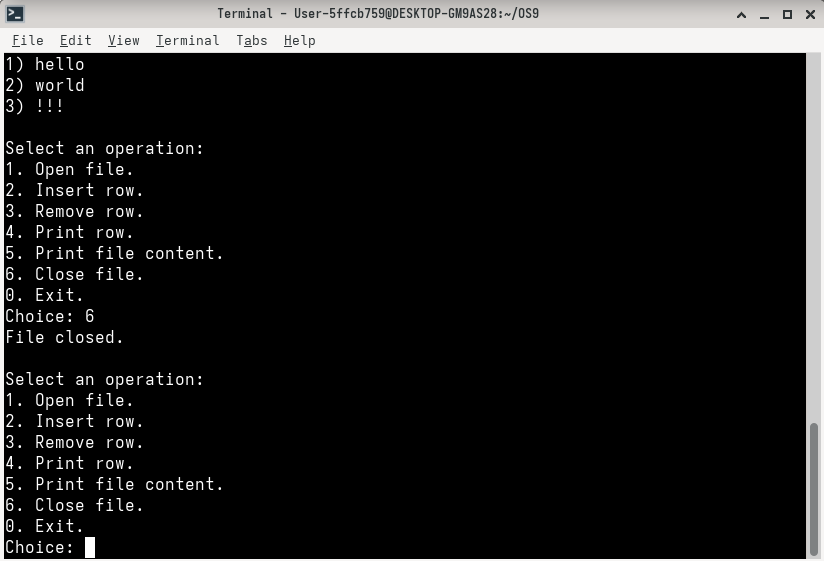 Terminal - User-5ffcb759@DESKTOP-GM9AS28:~/OS9
File Edit View Terminal Tabs Help
1) hello
2) world
3) !!!
Select an operation:
1. Open file.
2. Insert row.
3. Remove row.
4. Print row.
5. Print file content.
6. Close file.
0. Exit.
Choice: 6
File closed.
Select an operation:
1. Open file.
2. Insert row.
3. Remove row.
4. Print row.
5. Print file content.
6. Close file.
0. Exit.
Choice: